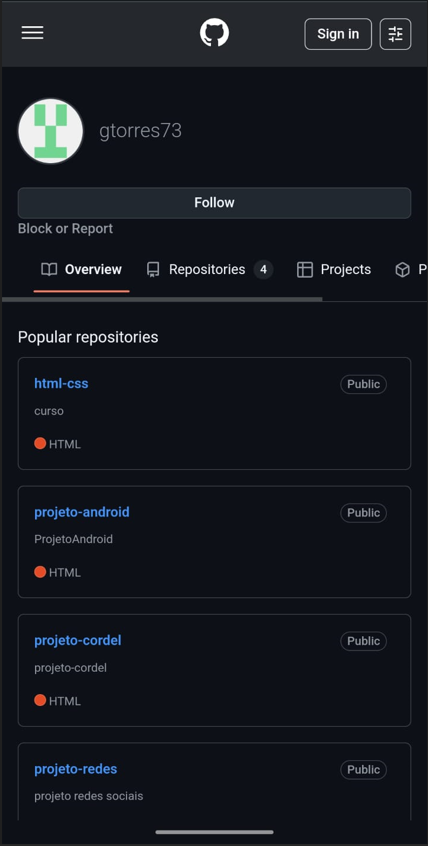 Sign in
gtorres73
Follow
Block or Report
Overview
Repositories 4
Projects
P
Popular repositories
html-css Public
curso
HTML
projeto-android Public
ProjetoAndroid
HTML
projeto-cordel Public
projeto-cordel
HTML
projeto-redes Public
projeto redes sociais